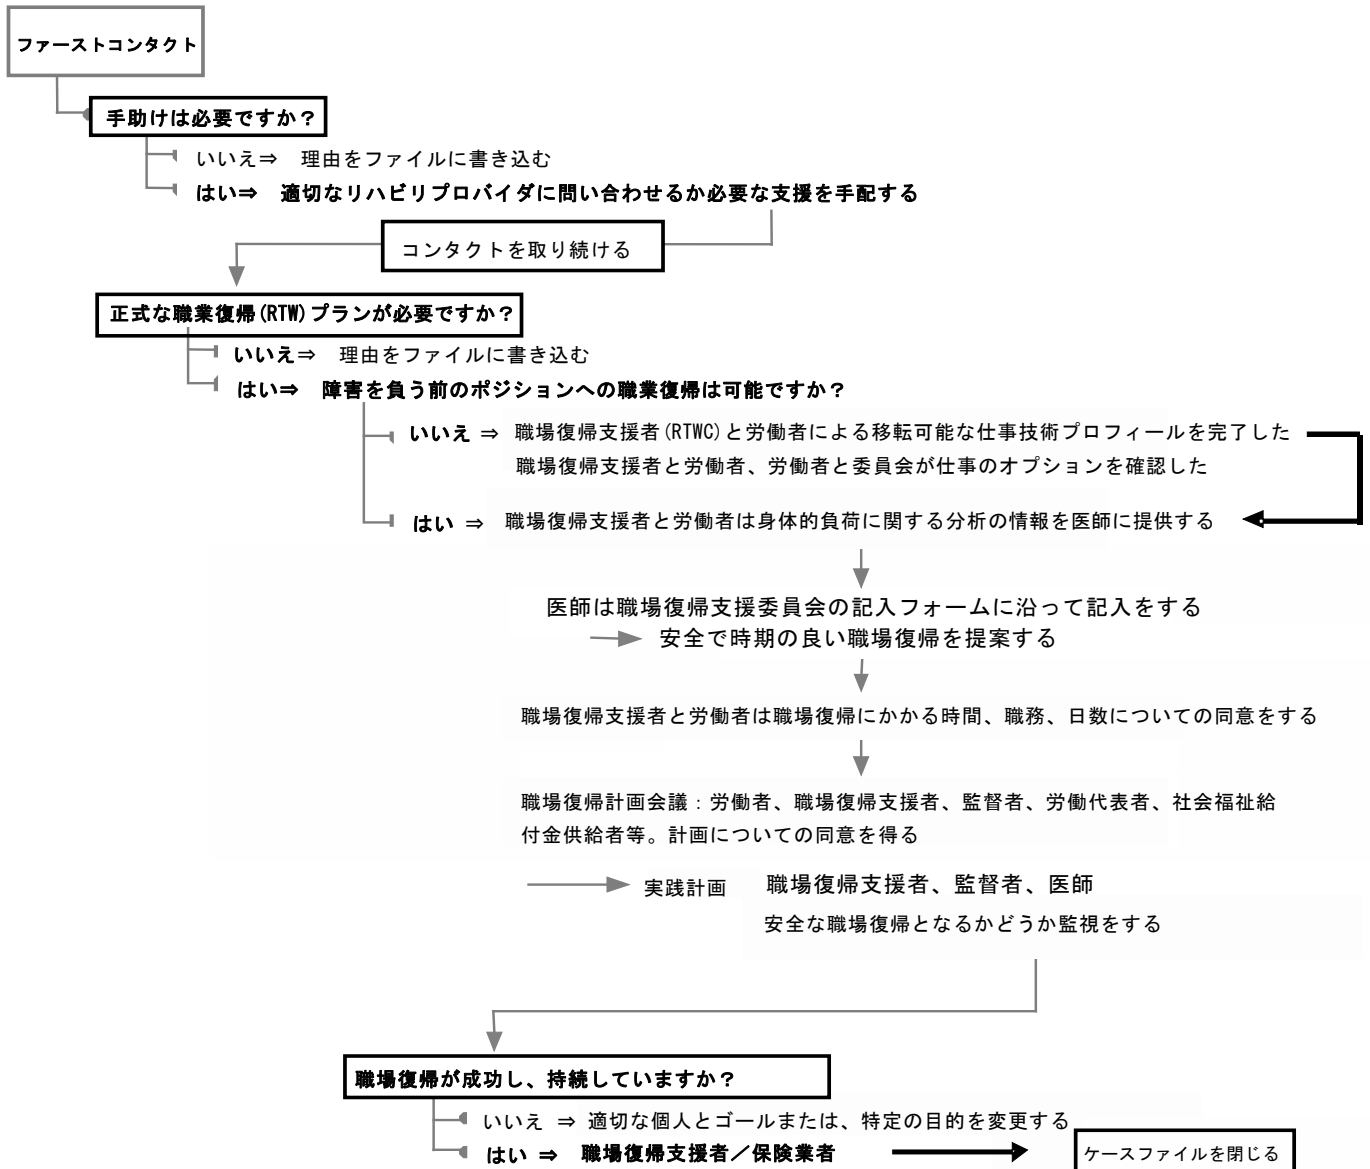 ファーストコンタクト
手助けは必要ですか？
いいえ⇒　理由をファイルに書き込む
はい⇒　適切なリハビリプロバイダに問い合わせるか必要な支援を手配する
コンタクトを取り続ける
正式な職業復帰(RTW)プランが必要ですか？
いいえ⇒　理由をファイルに書き込む
はい⇒　障害を負う前のポジションへの職業復帰は可能ですか？
いいえ ⇒　職場復帰支援者(RTWC)と労働者による移転可能な仕事技術プロフィールを完了した
職場復帰支援者と労働者、労働者と委員会が仕事のオプションを確認した
はい ⇒　職場復帰支援者と労働者は身体的負荷に関する分析の情報を医師に提供する
医師は職場復帰支援委員会の記入フォームに沿って記入をする
安全で時期の良い職場復帰を提案する
職場復帰支援者と労働者は職場復帰にかかる時間、職務、日数についての同意をする
職場復帰計画会議：労働者、職場復帰支援者、監督者、労働代表者、社会福祉給
付金供給者等。計画についての同意を得る
実践計画　職場復帰支援者、監督者、医師
安全な職場復帰となるかどうか監視をする
職場復帰が成功し、持続していますか？
いいえ ⇒ 適切な個人とゴールまたは、特定の目的を変更する
はい ⇒　職場復帰支援者／保険業者
ケースファイルを閉じる